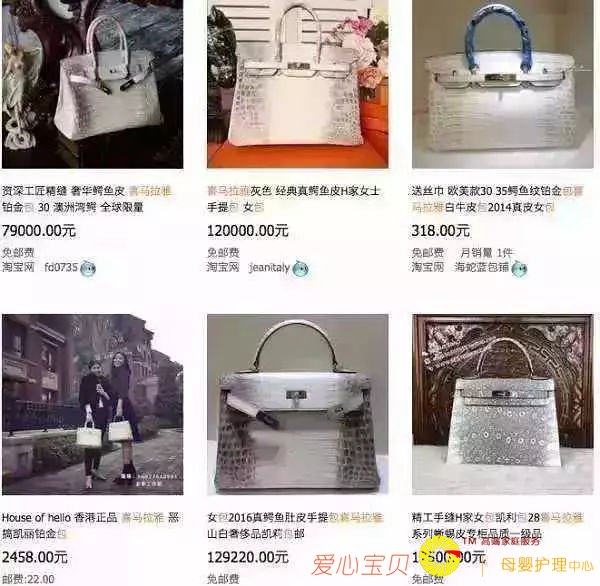 资深工匠精缝 奢华鳄鱼皮 喜马拉雅
铂金包 30 澳洲湾鳄 全球限量
79000.00元
免邮费
淘宝网 fd0735
喜马拉雅灰色 经典真鳄鱼皮H家女士
手提包 女包
120000.00元
免邮费
淘宝网 jeanitaly
送丝巾 欧美款30 35鳄鱼纹铂金包喜
马拉雅白牛皮包2014真皮女包
318.00元
免邮费 月销量 1件
淘宝网 海蛇蓝包铺
House of hello 香港正品 喜马拉雅 恶
搞凯丽铂金包
2458.00元
邮费:22.00
女包2016真鳄鱼肚皮手提包喜马拉雅
山白奢侈品凯莉包邮
129220.00元
免邮费
精工手缝H家女包凯利包28喜马拉雅
系列蜥蜴皮专柜品质一级品
免邮费
爱心宝贝
TM 高端家庭服务
母婴护理中心